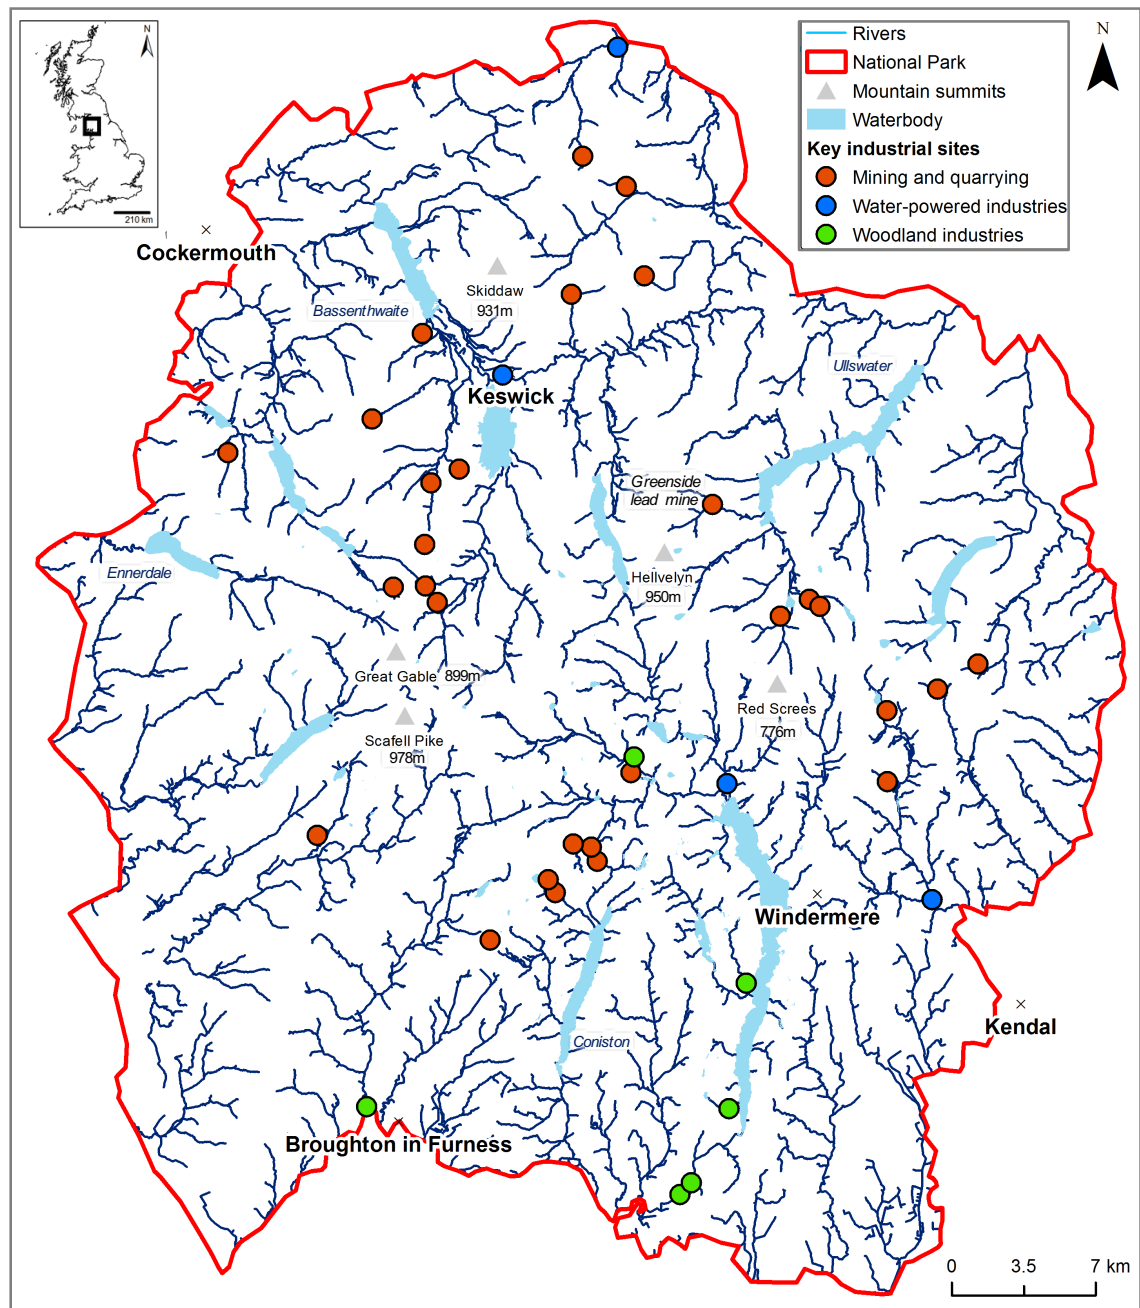 N
210 km
Rivers
National Park
Mountain summits
Waterbody
Key industrial sites
Mining and quarrying
Water-powered industries
Woodland industries
N
Cockermouth
Skiddaw
931m
Bassenthwaite
Ullswater
Keswick
Greenside
lead mine
Ennerdale
Hellvelyn
950m
Great Gable 899m
Red Screes
776m
Scafell Pike
978m
Windermere
Kendal
Coniston
Broughton in Furness
0 3.5 7 km